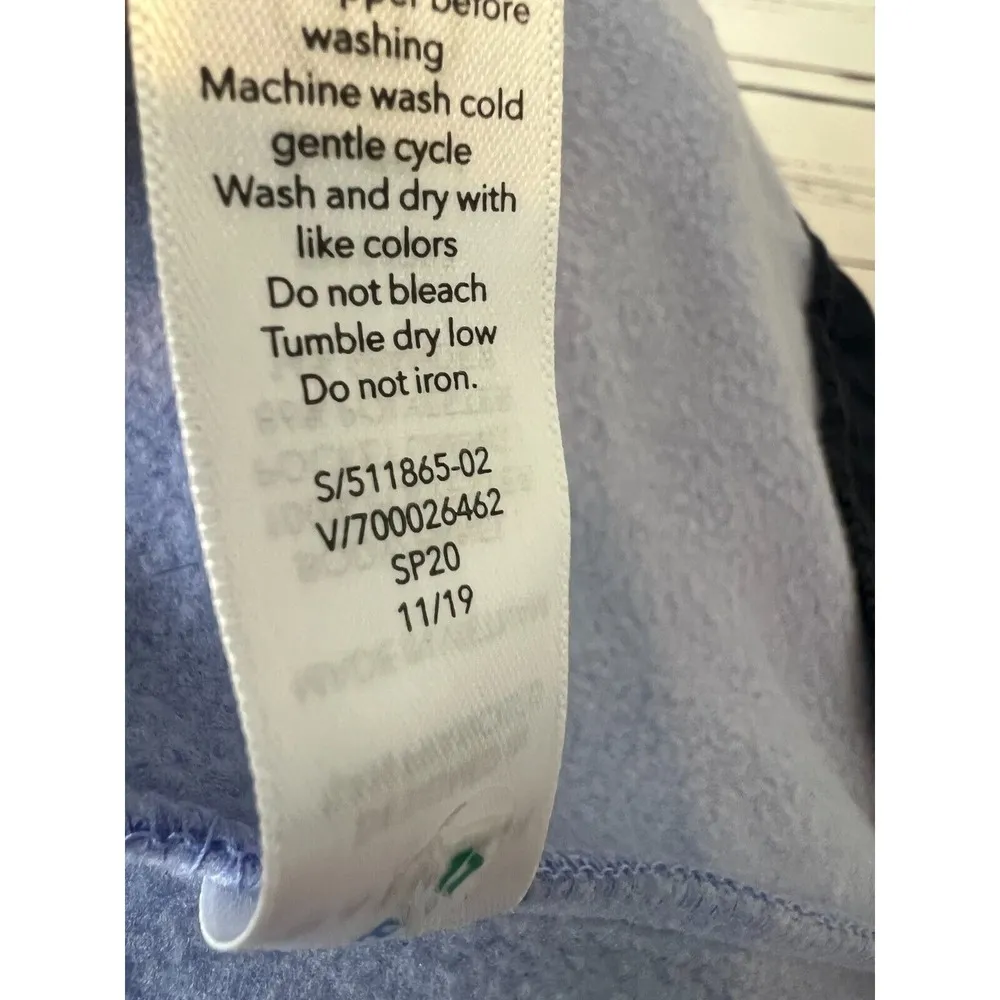 before
washing
Machine wash cold
gentle cycle
Wash and dry with
like colors
Do not bleach
Tumble dry low
Do not iron.
S/511865-02
V/700026462
SP20
11/19